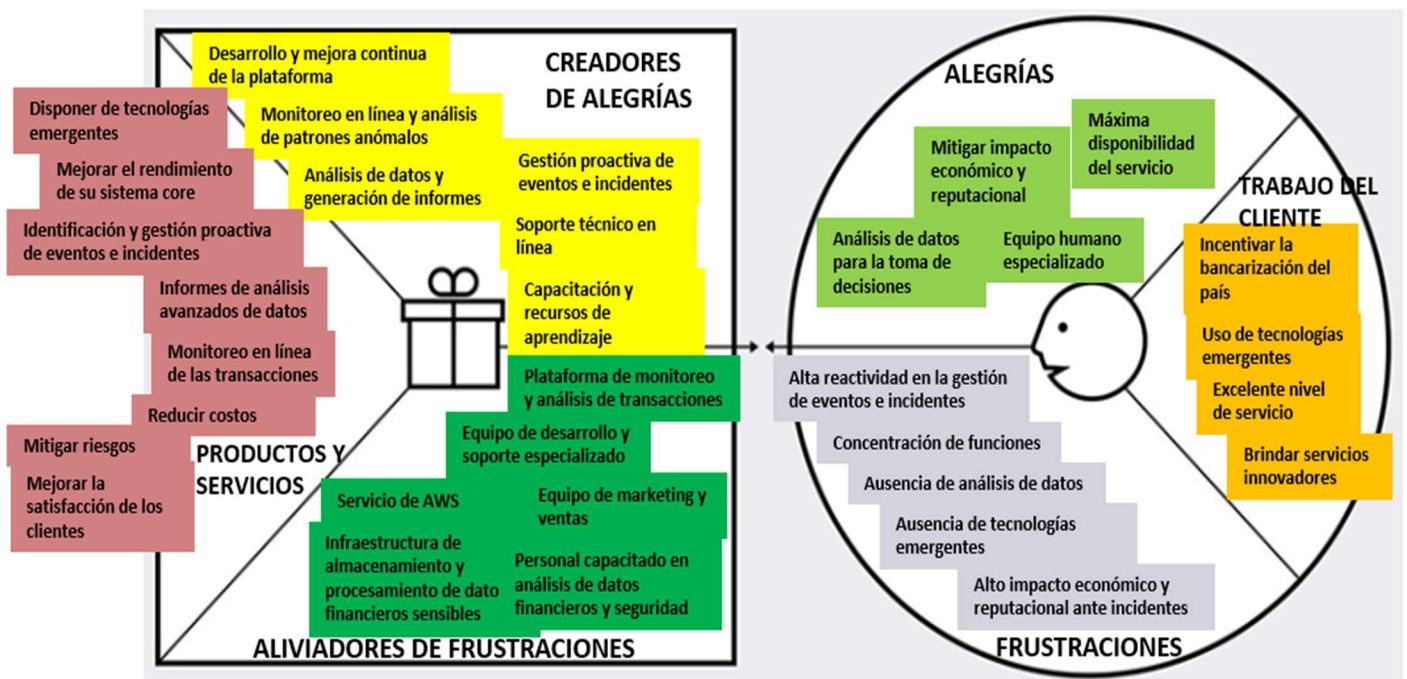 Desarrollo y mejora continua
de la plataforma
CREADORES
DE ALEGRÍAS
Disponer de tecnologías
emergentes
Monitoreo en línea y análisis
de patrones anómalos
Mejorar el rendimiento
de su sistema core
Análisis de datos y
generación de informes
Gestión proactiva de
eventos e incidentes
Identificación y gestión proactiva
de eventos e incidentes
Soporte técnico en
línea
Informes de análisis
avanzados de datos
Capacitación y
recursos de
aprendizaje
Monitoreo en línea
de las transacciones
Plataforma de monitoreo
y análisis de transacciones
Reducir costos
Mitigar riesgos
PRODUCTOS Y
SERVICIOS
Equipo de desarrollo y
soporte especializado
Mejorar la
satisfacción de los
clientes
Servicio de AWS
Equipo de marketing y
ventas
Infraestructura de
almacenamiento y
procesamiento de dato
financieros sensibles
Personal capacitado en
análisis de datos
financieros y seguridad
ALIVIADORES DE FRUSTRACIONES
ALEGRÍAS
Máxima
disponibilidad
del servicio
Mitigar impacto
económico y
reputacional
TRABAJO DEL
CLIENTE
Análisis de datos
para la toma de
decisiones
Equipo humano
especializado
Incentivar la
bancarización del
país
Uso de tecnologías
emergentes
Excelente nivel
de servicio
Brindar servicios
innovadores
Alta reactividad en la gestión
de eventos e incidentes
Concentración de funciones
Ausencia de análisis de datos
Ausencia de tecnologías
emergentes
Alto impacto económico y
reputacional ante incidentes
FRUSTRACIONES